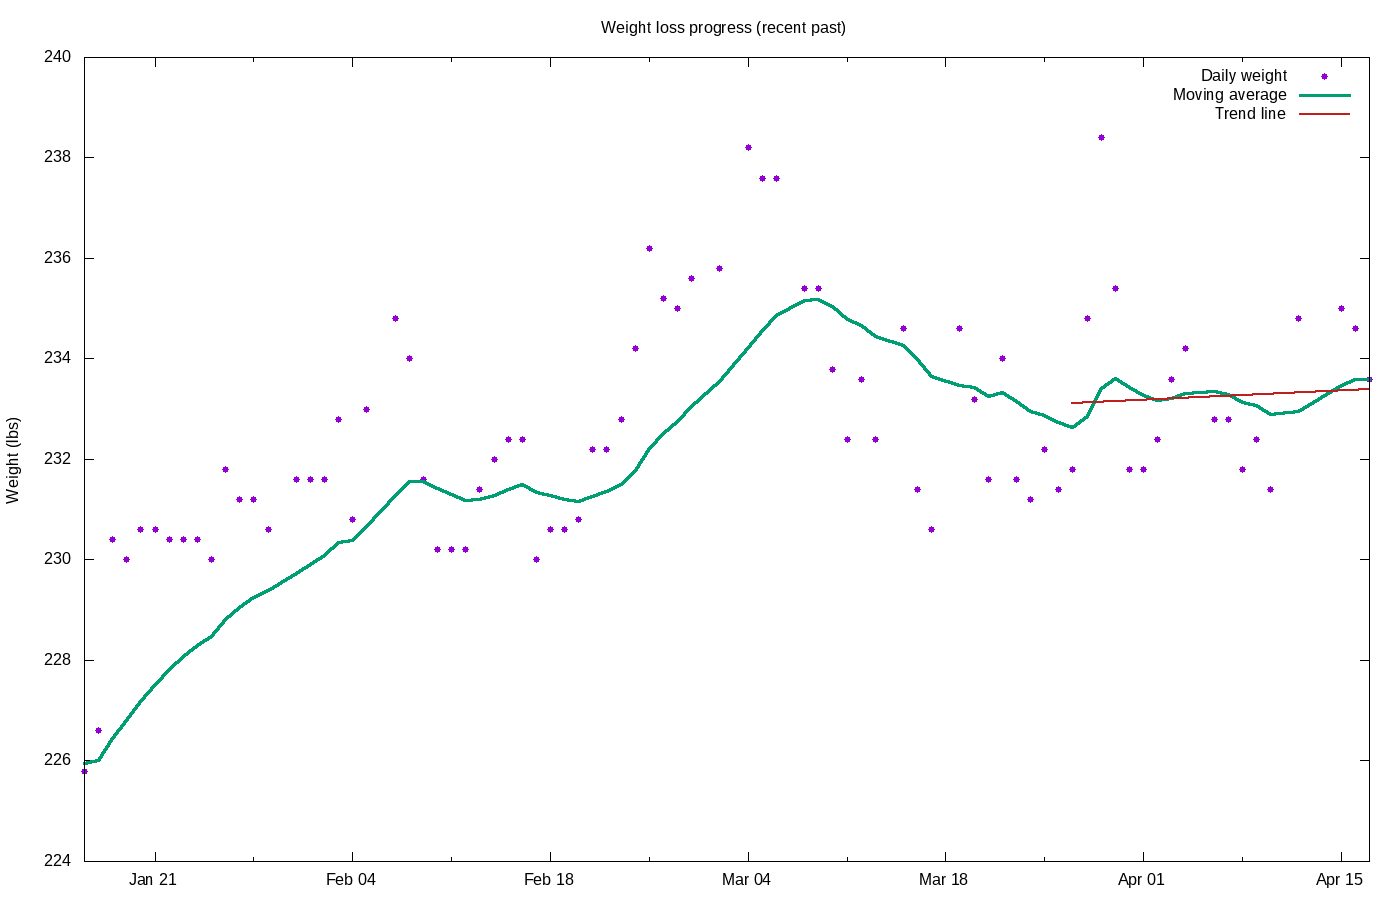 Weight loss progress (recent past)
240
238
236
234
232
230
228
226
224
Weight (lbs)
Daily weight
Moving average
Trend line
Jan 21
Feb 04
Feb 18
Mar 04
Mar 18
Apr 01
Apr 15